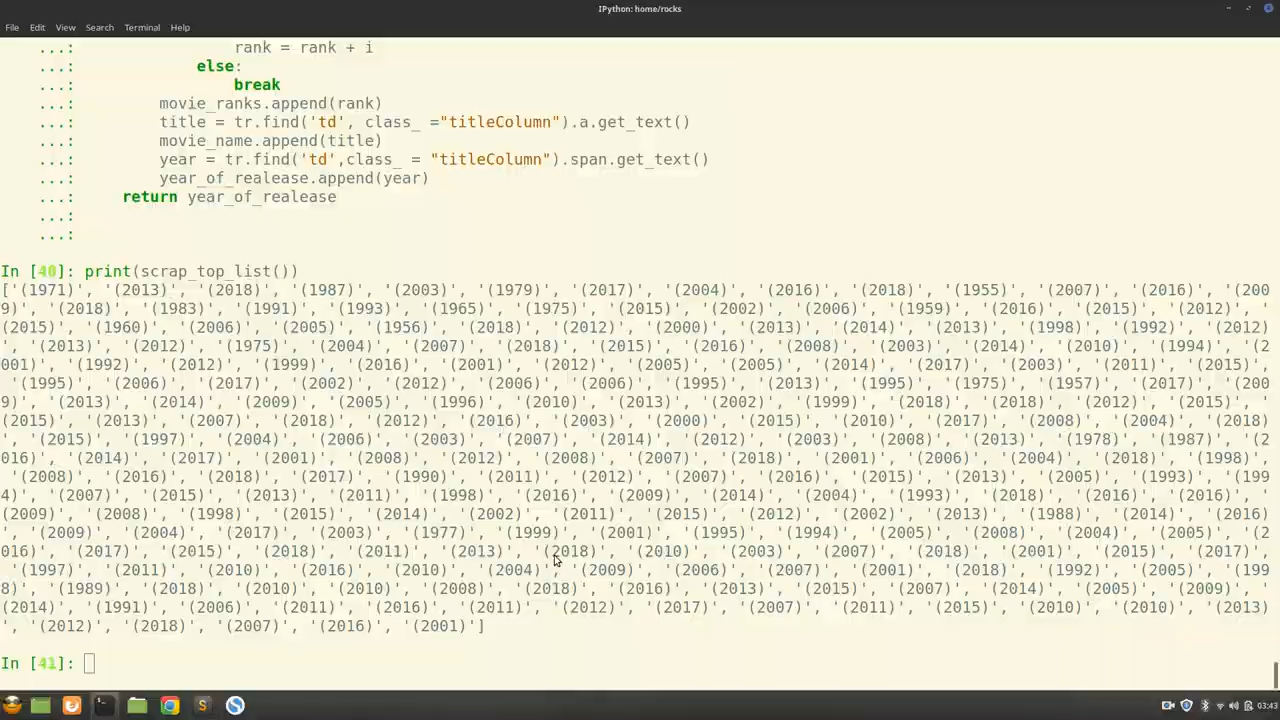 IPython: home/rocks
File Edit View Search Terminal Help
...: rank = rank + i
...: else:
...: break
...: movie_ranks.append(rank)
...: title = tr.find('td', class_ ="titleColumn").a.get_text()
...: movie_name.append(title)
...: year = tr.find('td',class_ = "titleColumn").span.get_text()
...: year_of_realease.append(year)
...: return year_of_realease
...:
...:
In [40]: print(scrap_top_list())
['(1971)', '(2013)', '(2018)', '(1987)', '(2003)', '(1979)', '(2017)', '(2004)', '(2016)', '(2018)', '(1955)', '(2007)', '(2016)', '(200
9)', '(2018)', '(1983)', '(1991)', '(1993)', '(1965)', '(1975)', '(2015)', '(2002)', '(2006)', '(1959)', '(2016)', '(2015)', '(2012)', '
(2015)', '(1960)', '(2006)', '(2005)', '(1956)', '(2018)', '(2012)', '(2000)', '(2013)', '(2014)', '(2013)', '(1998)', '(1992)', '(2012)
', '(2013)', '(2012)', '(1975)', '(2004)', '(2007)', '(2018)', '(2015)', '(2016)', '(2008)', '(2003)', '(2014)', '(2010)', '(1994)', '(2
001)', '(1992)', '(2012)', '(1999)', '(2016)', '(2001)', '(2012)', '(2005)', '(2005)', '(2014)', '(2017)', '(2003)', '(2011)', '(2015)',
'(1995)', '(2006)', '(2017)', '(2002)', '(2012)', '(2006)', '(2006)', '(1995)', '(2013)', '(1995)', '(1975)', '(1957)', '(2017)', '(200
9)', '(2013)', '(2014)', '(2009)', '(2005)', '(1996)', '(2010)', '(2013)', '(2002)', '(1999)', '(2018)', '(2018)', '(2012)', '(2015)', '
(2015)', '(2013)', '(2007)', '(2018)', '(2012)', '(2016)', '(2003)', '(2000)', '(2015)', '(2010)', '(2017)', '(2008)', '(2004)', '(2018)
', '(2015)', '(1997)', '(2004)', '(2006)', '(2003)', '(2007)', '(2014)', '(2012)', '(2003)', '(2008)', '(2013)', '(1978)', '(1987)', '(2
016)', '(2014)', '(2017)', '(2001)', '(2008)', '(2012)', '(2008)', '(2007)', '(2018)', '(2001)', '(2006)', '(2004)', '(2018)', '(1998)',
'(2008)', '(2016)', '(2018)', '(2017)', '(1990)', '(2011)', '(2012)', '(2007)', '(2016)', '(2015)', '(2013)', '(2005)', '(1993)', '(199
4)', '(2007)', '(2015)', '(2013)', '(2011)', '(1998)', '(2016)', '(2009)', '(2014)', '(2004)', '(1993)', '(2018)', '(2016)', '(2016)', '
(2009)', '(2008)', '(1998)', '(2015)', '(2014)', '(2002)', '(2011)', '(2015)', '(2012)', '(2002)', '(2013)', '(1988)', '(2014)', '(2016)
', '(2009)', '(2004)', '(2017)', '(2003)', '(1977)', '(1999)', '(2001)', '(1995)', '(1994)', '(2005)', '(2008)', '(2004)', '(2005)', '(2
016)', '(2017)', '(2015)', '(2018)', '(2011)', '(2013)', '(2018)', '(2010)', '(2003)', '(2007)', '(2018)', '(2001)', '(2015)', '(2017)',
'(1997)', '(2011)', '(2010)', '(2016)', '(2010)', '(2004)', '(2009)', '(2006)', '(2007)', '(2001)', '(2018)', '(1992)', '(2005)', '(199
8)', '(1989)', '(2018)', '(2010)', '(2010)', '(2008)', '(2018)', '(2016)', '(2013)', '(2015)', '(2007)', '(2014)', '(2005)', '(2009)', '
(2014)', '(1991)', '(2006)', '(2011)', '(2016)', '(2011)', '(2012)', '(2017)', '(2007)', '(2011)', '(2015)', '(2010)', '(2010)', '(2013)
', '(2012)', '(2018)', '(2007)', '(2016)', '(2001)']
In [41]:
03:43